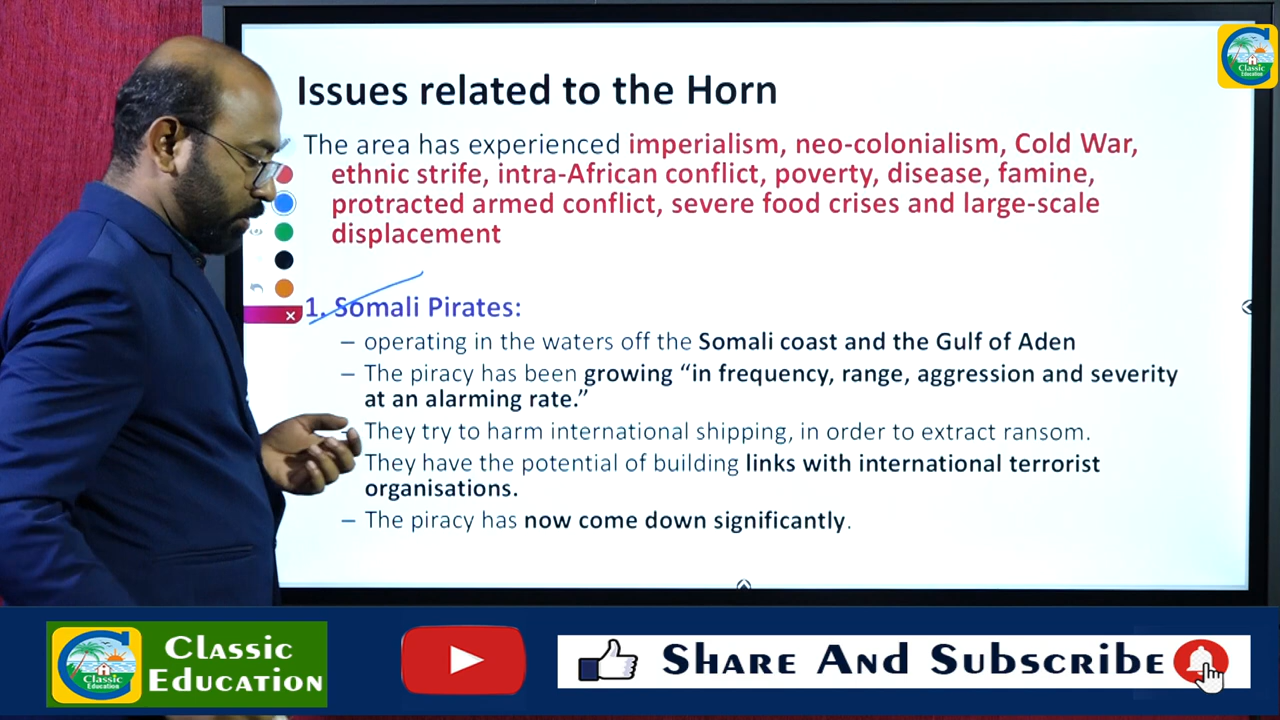 Issues related to the Horn
The area has experienced imperialism, neo-colonialism, Cold War,
ethnic strife, intra-African conflict, poverty, disease, famine,
protracted armed conflict, severe food crises and large-scale
displacement
1. Somali Pirates:
– operating in the waters off the Somali coast and the Gulf of Aden
– The piracy has been growing “in frequency, range, aggression and severity
at an alarming rate.”
– They try to harm international shipping, in order to extract ransom.
They have the potential of building links with international terrorist
organisations.
– The piracy has now come down significantly.
Classic
Education
Classic
Education
Classic
Education
Share And Subscribe